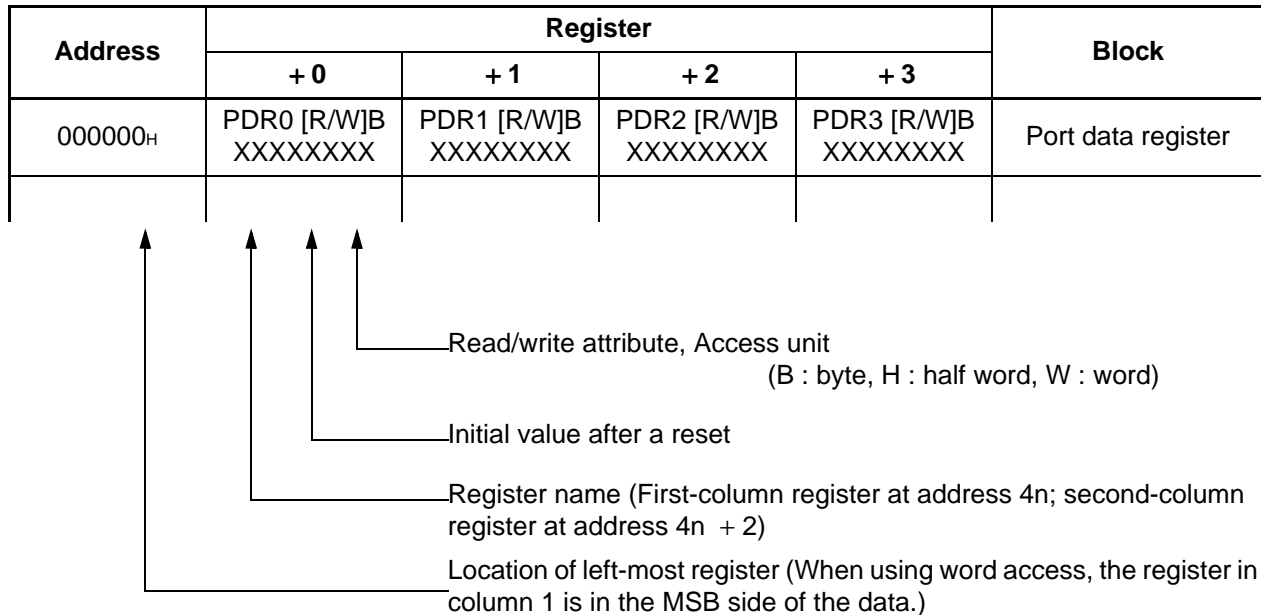 Address Register Block
+ 0 + 1 + 2 + 3
000000H PDR0 [R/W]B PDR1 [R/W]B PDR2 [R/W]B PDR3 [R/W]B Port data register
XXXXXXXX XXXXXXXX XXXXXXXX XXXXXXXX
Read/write attribute, Access unit
(B : byte, H : half word, W : word)
Initial value after a reset
Register name (First-column register at address 4n; second-column
register at address 4n + 2)
Location of left-most register (When using word access, the register in
column 1 is in the MSB side of the data.)